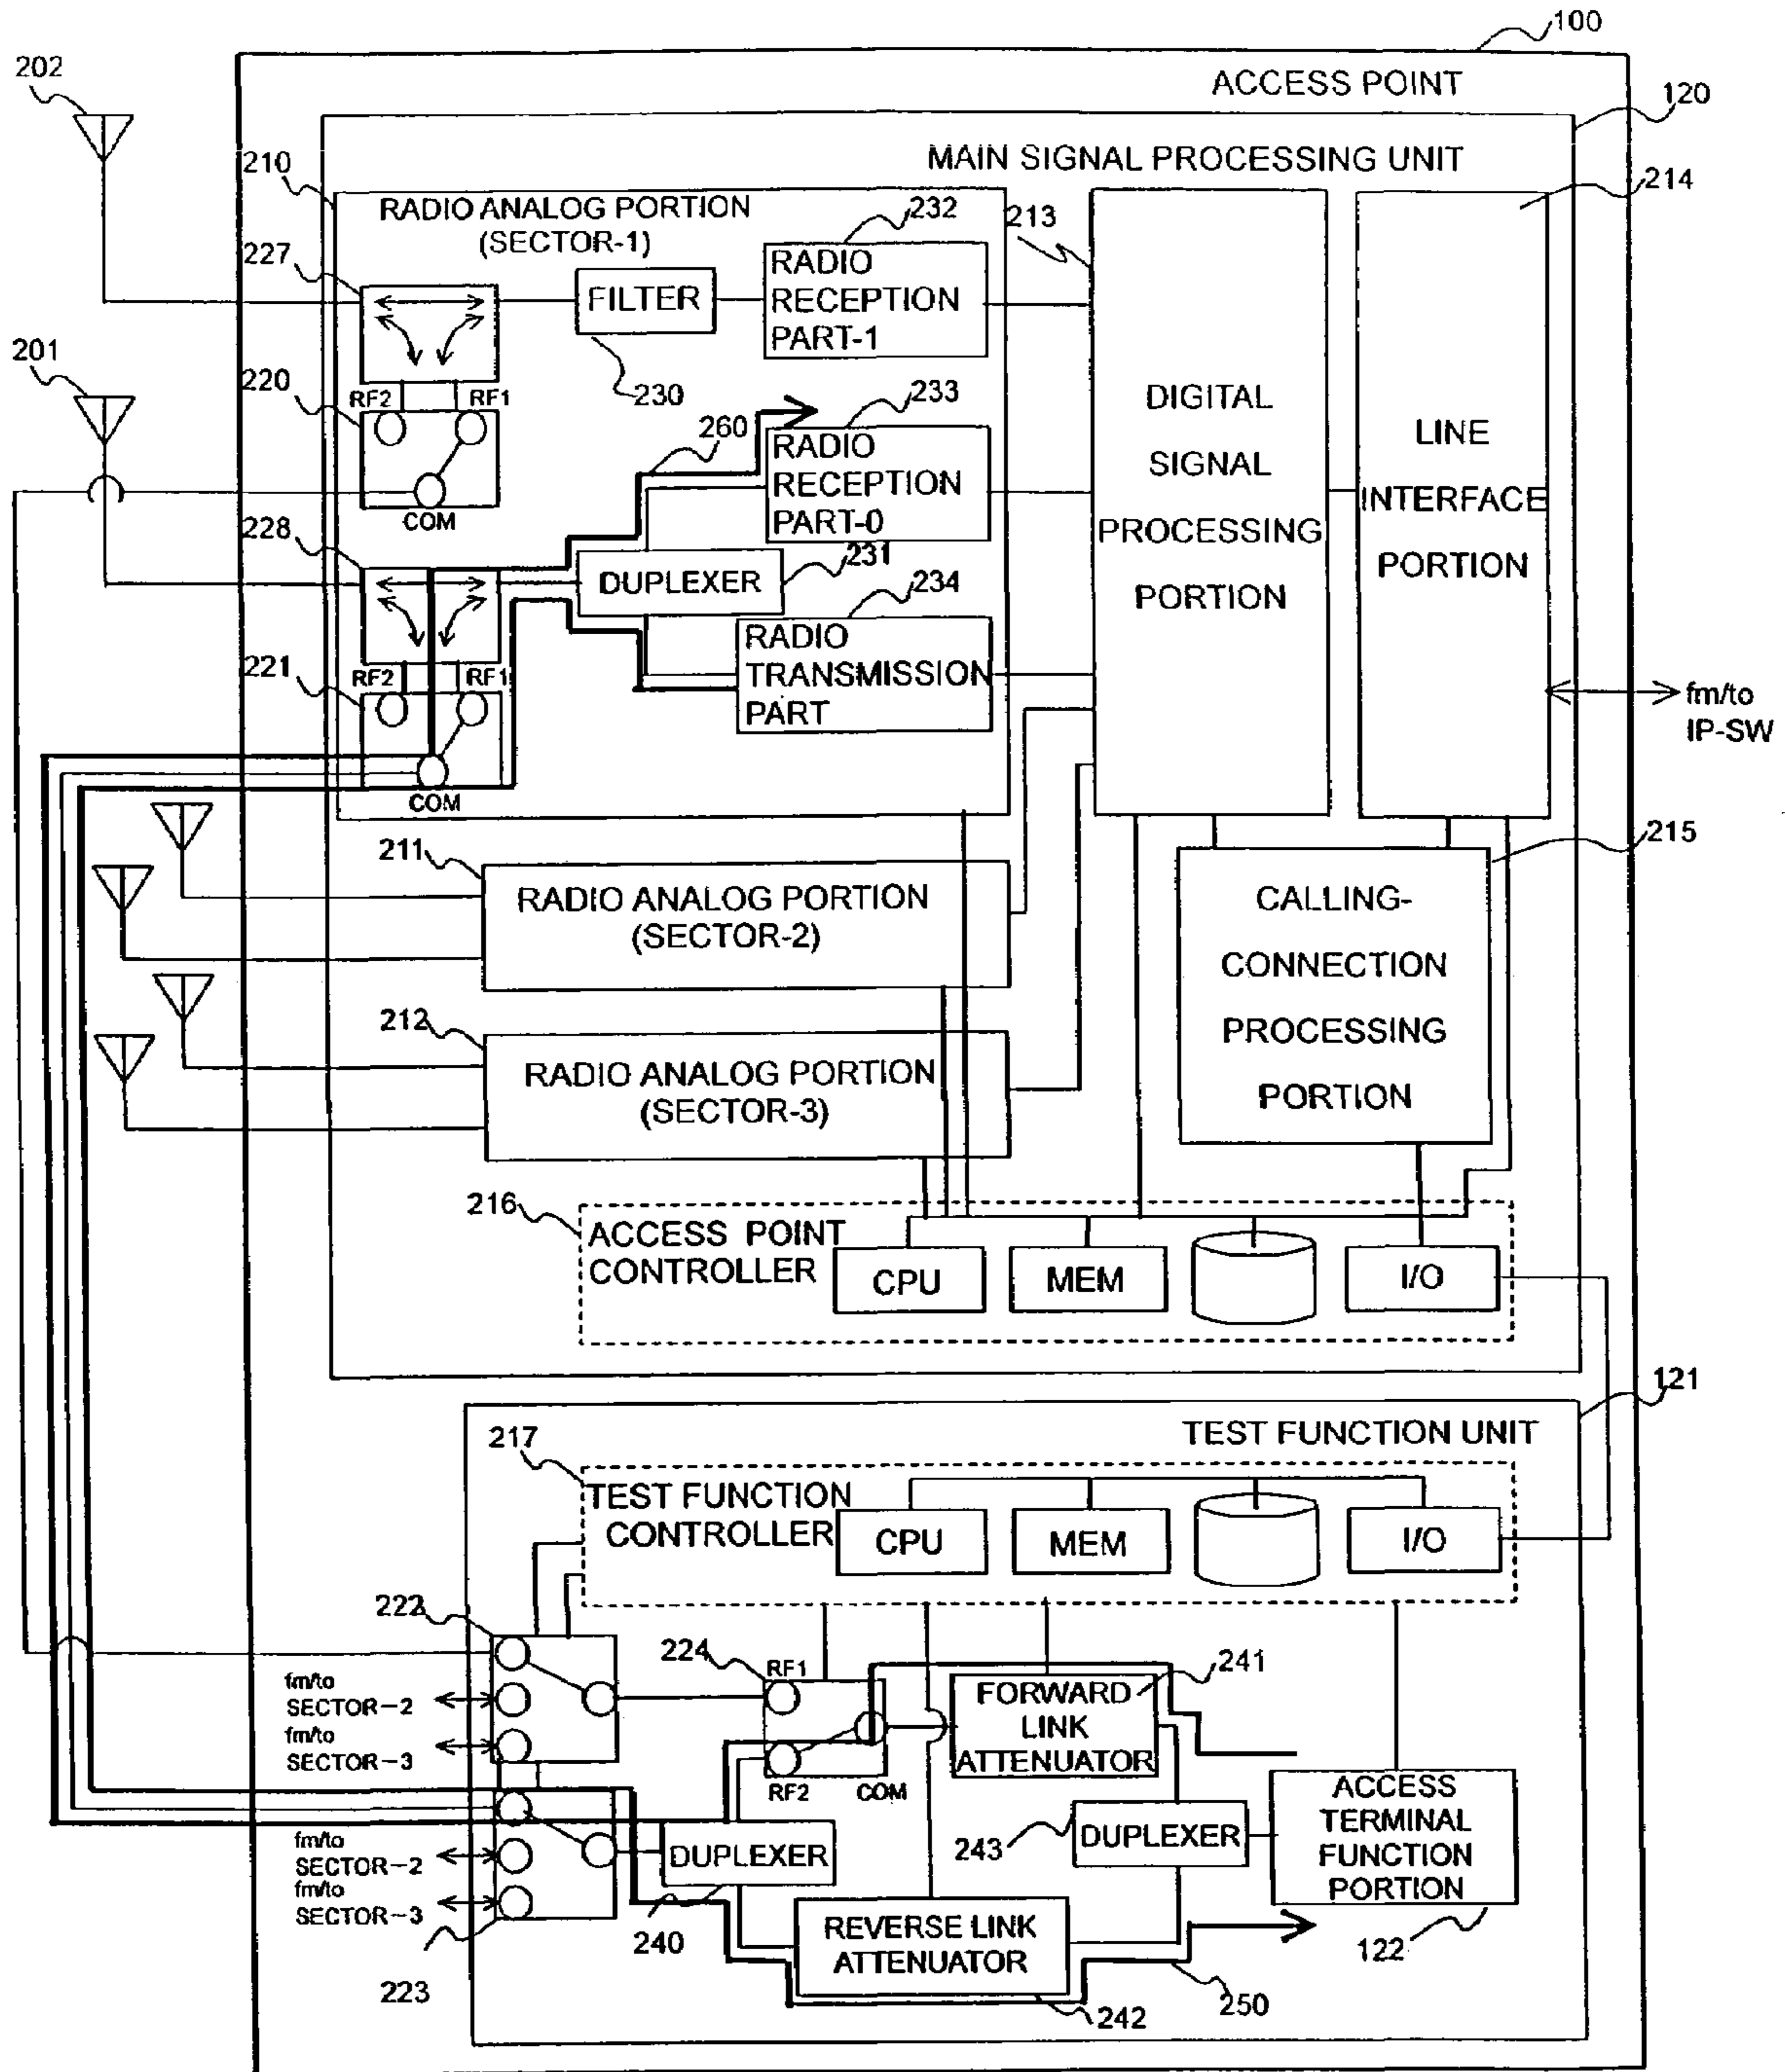 100
ACCESS POINT
202
120
MAIN SIGNAL PROCESSING UNIT
210
214
RADIO ANALOG PORTION
(SECTOR-1)
232
213
227
RADIO
RECEPTION
PART-1
FILTER
230
201
220
RF2
RF1
COM
233
260
RADIO
RECEPTION
PART-0
DIGITAL
SIGNAL
PROCESSING
PORTION
LINE
INTERFACE
PORTION
228
DUPLEXER
231
234
RADIO
TRANSMISSION
PART
221
RF2
RF1
COM
fm/to
IP-SW
211
RADIO ANALOG PORTION
(SECTOR-2)
215
CALLING-
CONNECTION
PROCESSING
PORTION
212
RADIO ANALOG PORTION
(SECTOR-3)
216
ACCESS POINT
CONTROLLER
CPU
MEM
I/O
121
TEST FUNCTION UNIT
217
TEST FUNCTION
CONTROLLER
CPU
MEM
I/O
222
224
RF1
RF2
COM
241
FORWARD
LINK
ATTENUATOR
fm/to
SECTOR-2
fm/to
SECTOR-3
ACCESS
TERMINAL
FUNCTION
PORTION
243
DUPLEXER
DUPLEXER
fm/to
SECTOR-2
fm/to
SECTOR-3
240
REVERSE LINK
ATTENUATOR
122
223
242
250